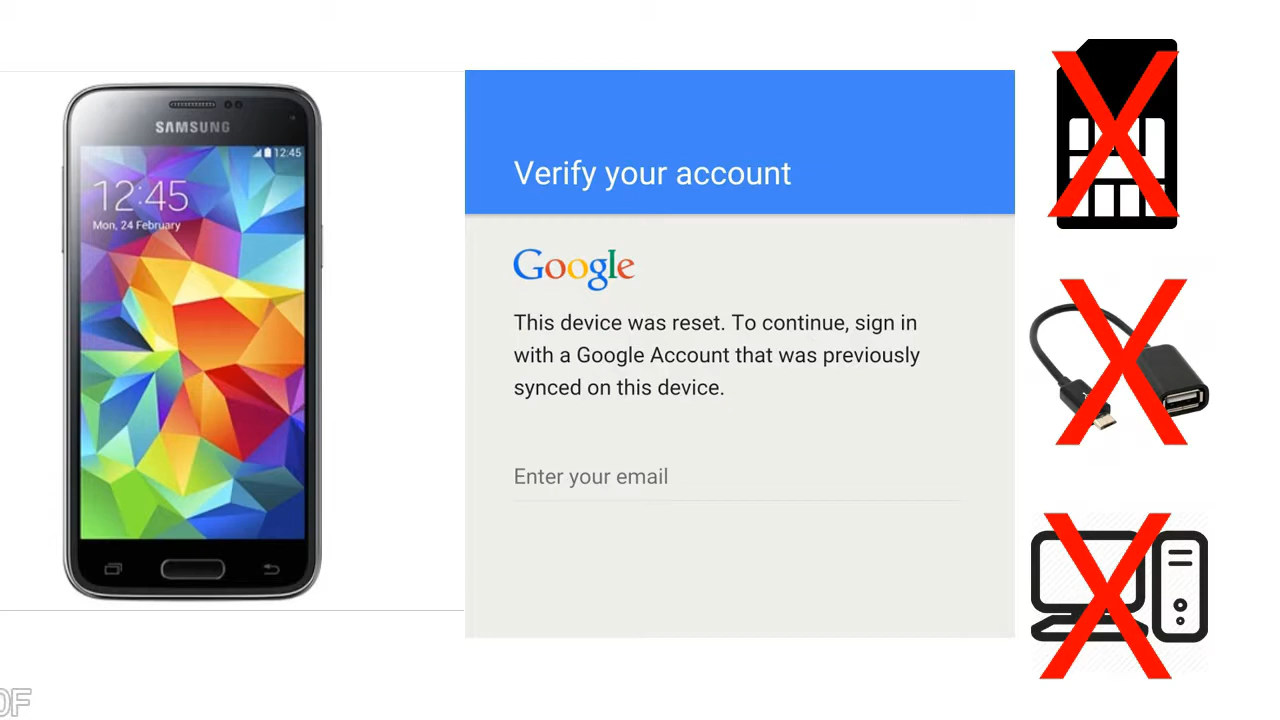 SAMSUNG
12:45
12:45
Mon, 24 February
Verify your account
Google
This device was reset. To continue, sign in
with a Google Account that was previously
synced on this device.
Enter your email
0F